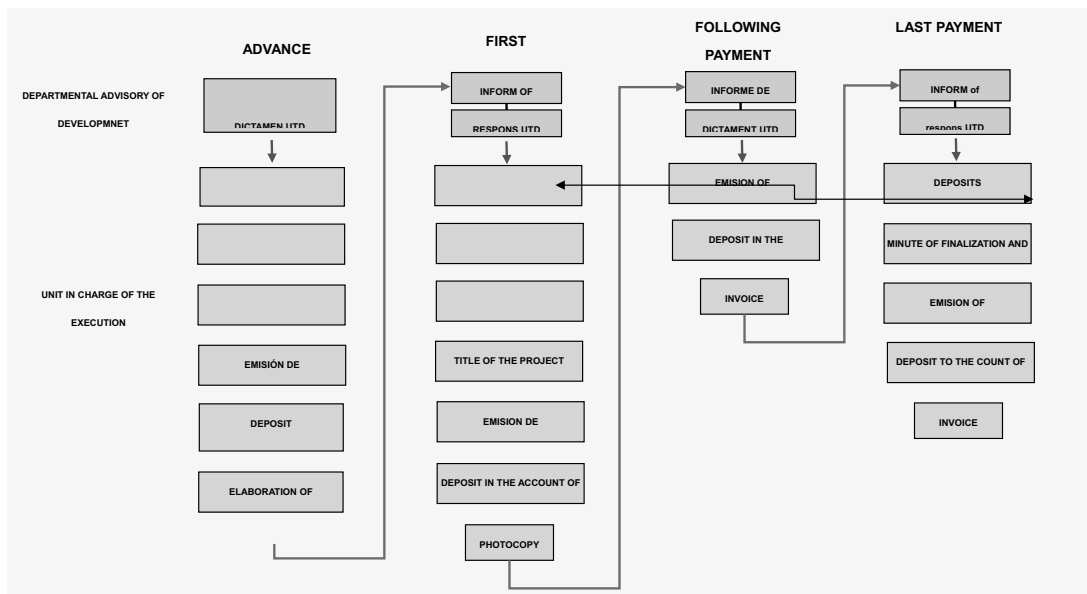 ADVANCE
FIRST
FOLLOWING
PAYMENT
LAST PAYMENT
DEPARTMENTAL ADVISORY OF
DEVELOPMNET
UNIT IN CHARGE OF THE
EXECUTION
DICTAMEN UTD
EMISIÓN DE
DEPOSIT
ELABORATION OF
INFORM OF
RESPONS UTD
TITLE OF THE PROJECT
EMISION DE
DEPOSIT IN THE ACCOUNT OF
PHOTOCOPY
INFORME DE
DICTAMENT UTD
EMISION OF
DEPOSIT IN THE
INVOICE
INFORM of
respons UTD
DEPOSITS
MINUTE OF FINALIZATION AND
EMISION OF
DEPOSIT TO THE COUNT OF
INVOICE